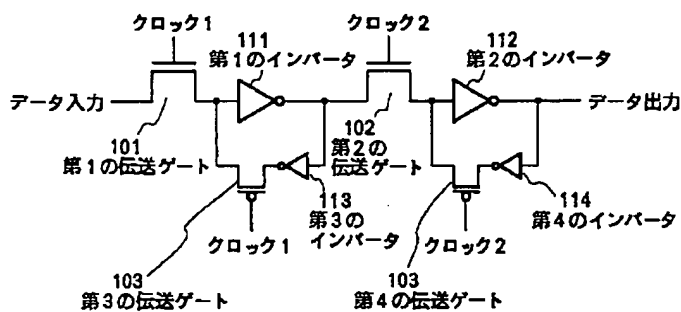 クロック1
クロック2
111
第1のインバータ
112
第2のインバータ
データ入力
データ出力
101
第1の伝送ゲート
102
第2の
伝送ゲート
113
第3の
インバータ
114
第4のインバータ
クロック1
クロック2
103
第3の伝送ゲート
103
第4の伝送ゲート